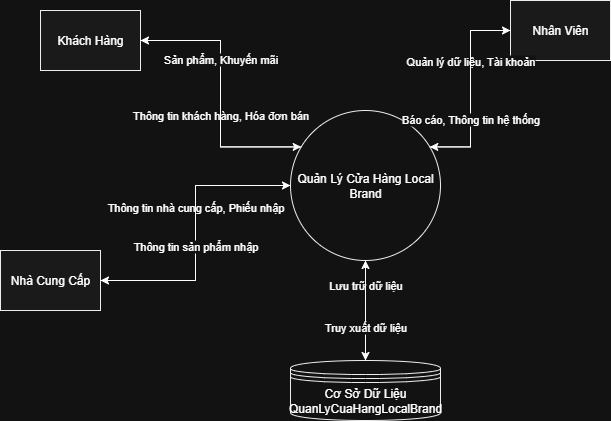 Khách Hàng
Nhân Viên
Sản phẩm, Khuyến mãi
Quản lý dữ liệu, Tài khoản
Thông tin khách hàng, Hóa đơn bán
Báo cáo, Thông tin hệ thống
Quản Lý Cửa Hàng Local
Brand
Thông tin nhà cung cấp, Phiếu nhập
Thông tin sản phẩm nhập
Nhà Cung Cấp
Lưu trữ dữ liệu
Truy xuất dữ liệu
Cơ Sở Dữ Liệu
QuanLyCuaHangLocalBrand